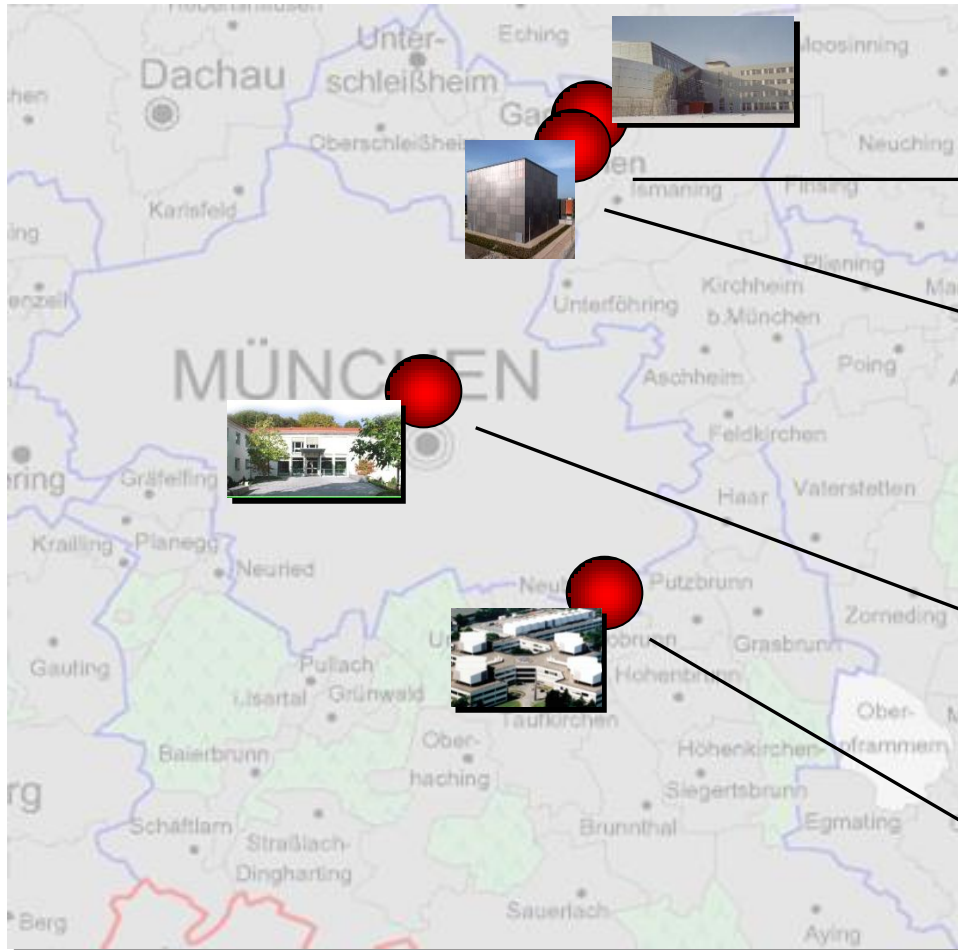 Eching
Unter-
schleißheim
Moosinning
Dachau
Neuching
Ismaning
Finsing
Karlsfeld
Pliening
Kirchheim
b.München
Unterföhring
Poing
Aschheim
Feldkirchen
Gräfelfing
Haar
Vaterstetten
Krailling
Planegg
Neuried
Putzbrunn
Zorneding
Grasbrunn
Gauting
Pullach
i.Isartal
Grünwald
Hohenbrunn
Taufkirchen
Ober-
pframmern
Ober-
haching
Baierbrunn
Höhenkirchen-
Siegertsbrunn
Schäftlarn
Straßlach-
Dingharting
Brunnthal
Egmating
Sauerlach
Berg
Aying